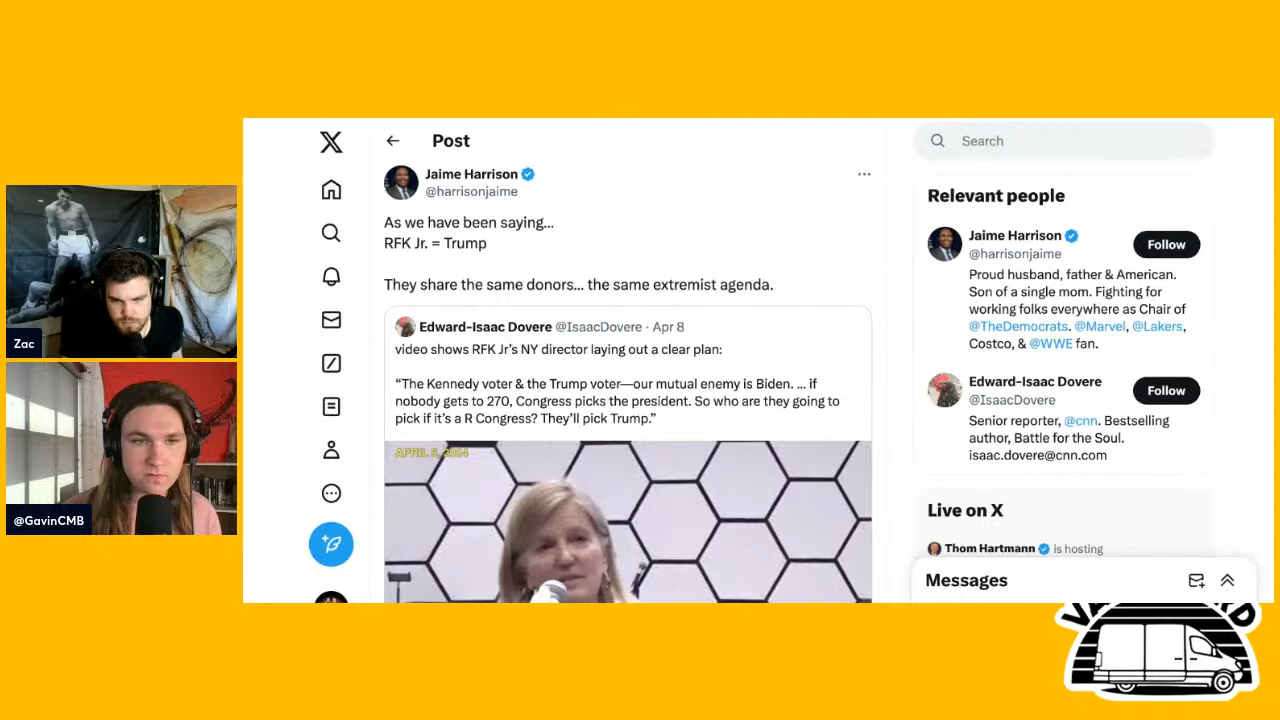 Post
Jaime Harrison
@harrisonjaime
As we have been saying...
RFK Jr. = Trump
They share the same donors... the same extremist agenda.
Edward-Isaac Dovere @IsaacDovere · Apr 8
video shows RFK Jr's NY director laying out a clear plan:
“The Kennedy voter & the Trump voter—our mutual enemy is Biden. ... if
nobody gets to 270, Congress picks the president. So who are they going to
pick if it's a R Congress? They'll pick Trump.”
APRIL 5, 2024
Search
Relevant people
Jaime Harrison
@harrisonjaime
Follow
Proud husband, father & American.
Son of a single mom. Fighting for
working folks everywhere as Chair of
@TheDemocrats. @Marvel, @Lakers,
Costco, & @WWE fan.
Edward-Isaac Dovere
@IsaacDovere
Follow
Senior reporter, @cnn. Bestselling
author, Battle for the Soul.
isaac.dovere@cnn.com
Live on X
Thom Hartmann is hosting
Messages
Zac
@GavinCMB